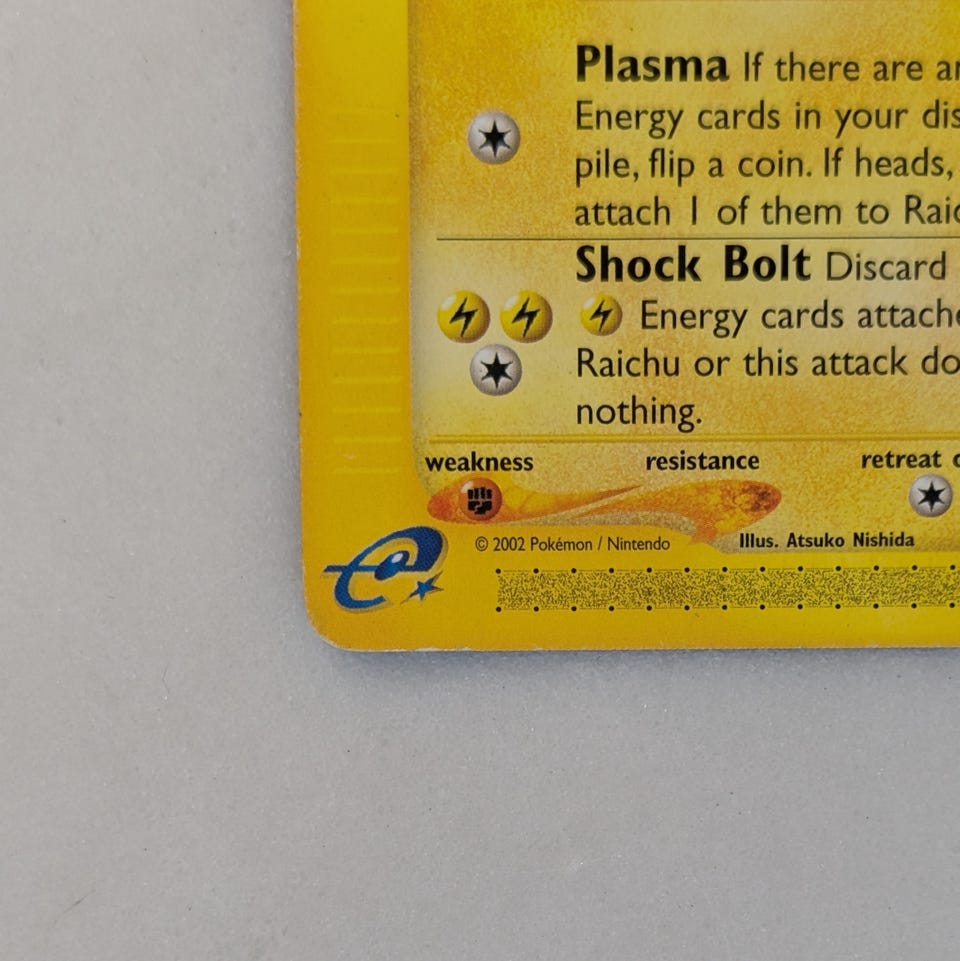 Plasma If there are
Energy cards in your
pile, flip a coin. If heads,
attach 1 of them to
Shock Bolt Discard
Energy cards
Raichu or this attack
nothing.
weakness resistance retreat
© 2002 Pokémon / Nintendo Illus. Atsuko Nishida